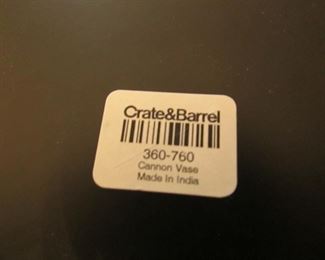 Crate&Barrel
360-760
Cannon Vase
Made In India